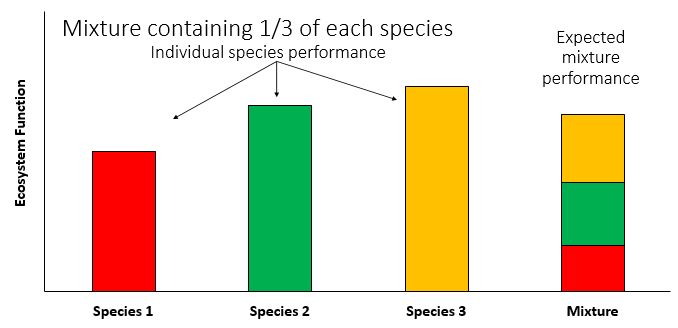 Mixture containing 1/3 of each species
Individual species performance
Expected
mixture
performance
Ecosystem Function
Species 1
Species 2
Species 3
Mixture